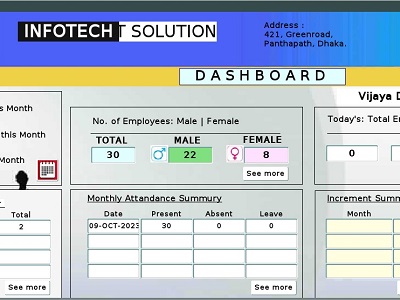 INFOTECH IT SOLUTION
Address :
421, Greenroad,
Panthapath, Dhaka.
DASHBOARD
Vijaya D
s Month
this Month
Month
No. of Employees: Male | Female
TOTAL MALE FEMALE
30 22 8
See more
Today's: Total Em
0
Total
2
See more
Monthly Attandance Summury
Date Present Absent Leave
09-OCT-2023 30 0 0
See more
Increment Summ
Month